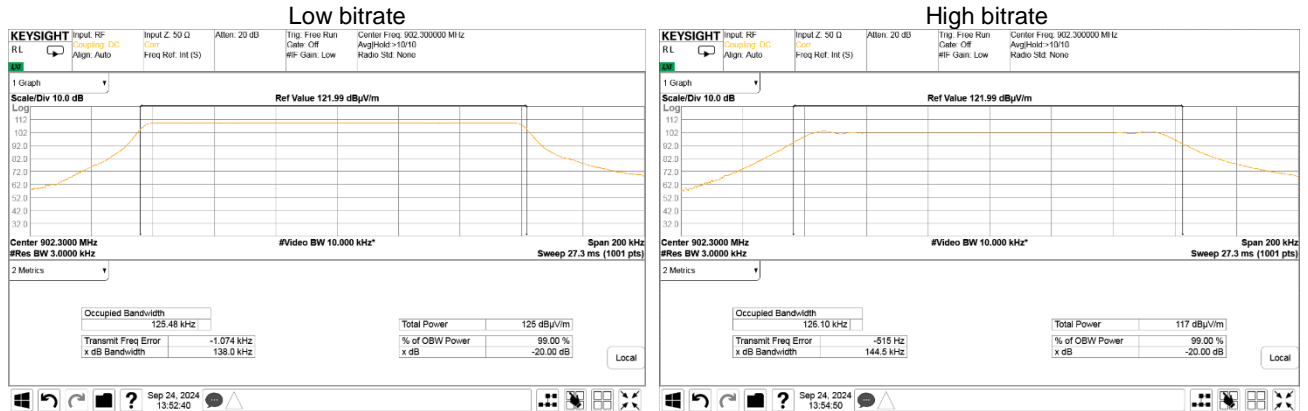 Low bitrate
KEYSIGHT Input: RF Input Z: 50 Ω Atten: 20 dB Trig: Free Run Center Freq: 902.300000 MHz
RL Coupling: DC Corr Gate: Off Avg|Hold:>10/10
Align: Auto Freq Ref: Int (S) #IF Gain: Low Radio Std: None
LXI
1 Graph
Scale/Div 10.0 dB Ref Value 121.99 dBµV/m
Log
112
102
92.0
82.0
72.0
62.0
52.0
42.0
32.0
Center 902.3000 MHz #Video BW 10.000 kHz* Span 200 kHz
#Res BW 3.0000 kHz Sweep 27.3 ms (1001 pts)
2 Metrics
Occupied Bandwidth
125.48 kHz Total Power 125 dBµV/m
Transmit Freq Error -1.074 kHz % of OBW Power 99.00 %
x dB Bandwidth 138.0 kHz x dB -20.00 dB
Local
? Sep 24, 2024
13:52:40
High bitrate
KEYSIGHT Input: RF Input Z: 50 Ω Atten: 20 dB Trig: Free Run Center Freq: 902.300000 MHz
RL Coupling: DC Corr Gate: Off Avg|Hold:>10/10
Align: Auto Freq Ref: Int (S) #IF Gain: Low Radio Std: None
LXI
1 Graph
Scale/Div 10.0 dB Ref Value 121.99 dBµV/m
Log
112
102
92.0
82.0
72.0
62.0
52.0
42.0
32.0
Center 902.3000 MHz #Video BW 10.000 kHz* Span 200 kHz
#Res BW 3.0000 kHz Sweep 27.3 ms (1001 pts)
2 Metrics
Occupied Bandwidth
126.10 kHz Total Power 117 dBµV/m
Transmit Freq Error -515 Hz % of OBW Power 99.00 %
x dB Bandwidth 144.5 kHz x dB -20.00 dB
Local
? Sep 24, 2024
13:54:50